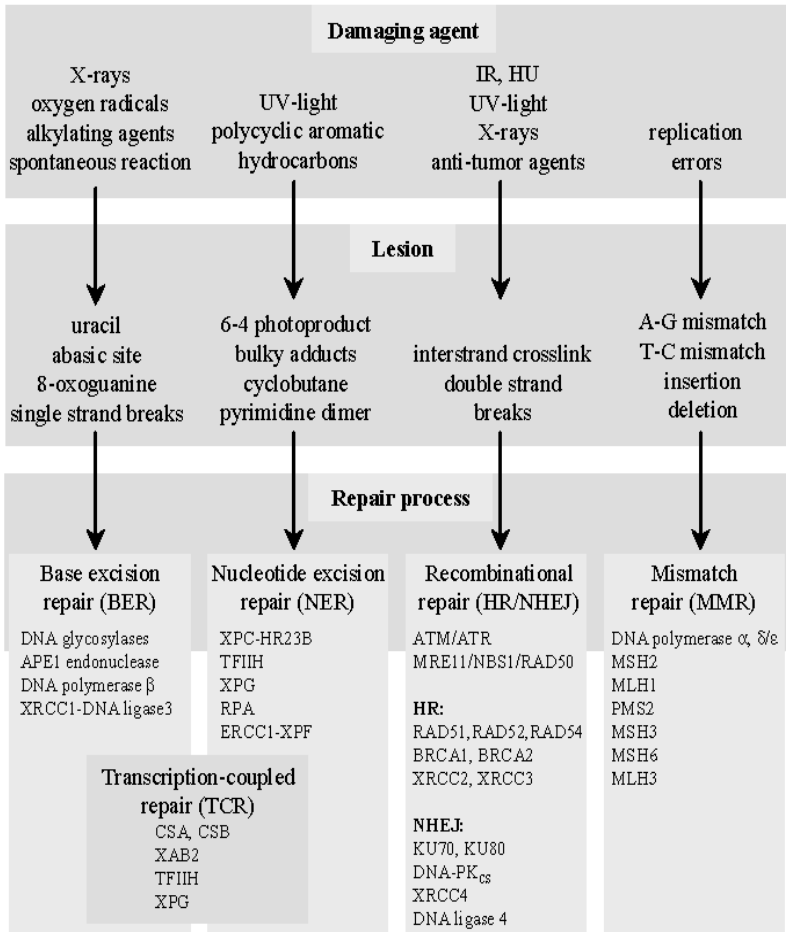 Damaging agent
X-rays
oxygen radicals
alkylating agents
spontaneous reaction
UV-light
polycyclic aromatic
hydrocarbons
IR, HU
UV-light
X-rays
anti-tumor agents
replication
errors
Lesion
uracil
abasic site
8-oxoguanine
single strand breaks
6-4 photoproduct
bulky adducts
cyclobutane
pyrimidine dimer
interstrand crosslink
double strand
breaks
A-G mismatch
T-C mismatch
insertion
deletion
Repair process
Base excision
repair (BER)
DNA glycosylases
APE1 endonuclease
DNA polymerase β
XRCC1-DNA ligase3
Nucleotide excision
repair (NER)
XPC-HR23B
TFIIH
XPG
RPA
ERCC1-XPF
Transcription-coupled
repair (TCR)
CSA, CSB
XAB2
TFIIH
XPG
Recombinational
repair (HR/NHEJ)
ATM/ATR
MRE11/NBS1/RAD50
HR:
RAD51,RAD52,RAD54
BRCA1, BRCA2
XRCC2, XRCC3
NHEJ:
KU70, KU80
DNA-PKcs
XRCC4
DNA ligase 4
Mismatch
repair (MMR)
DNA polymerase α, δ/ε
MSH2
MLH1
PMS2
MSH3
MSH6
MLH3